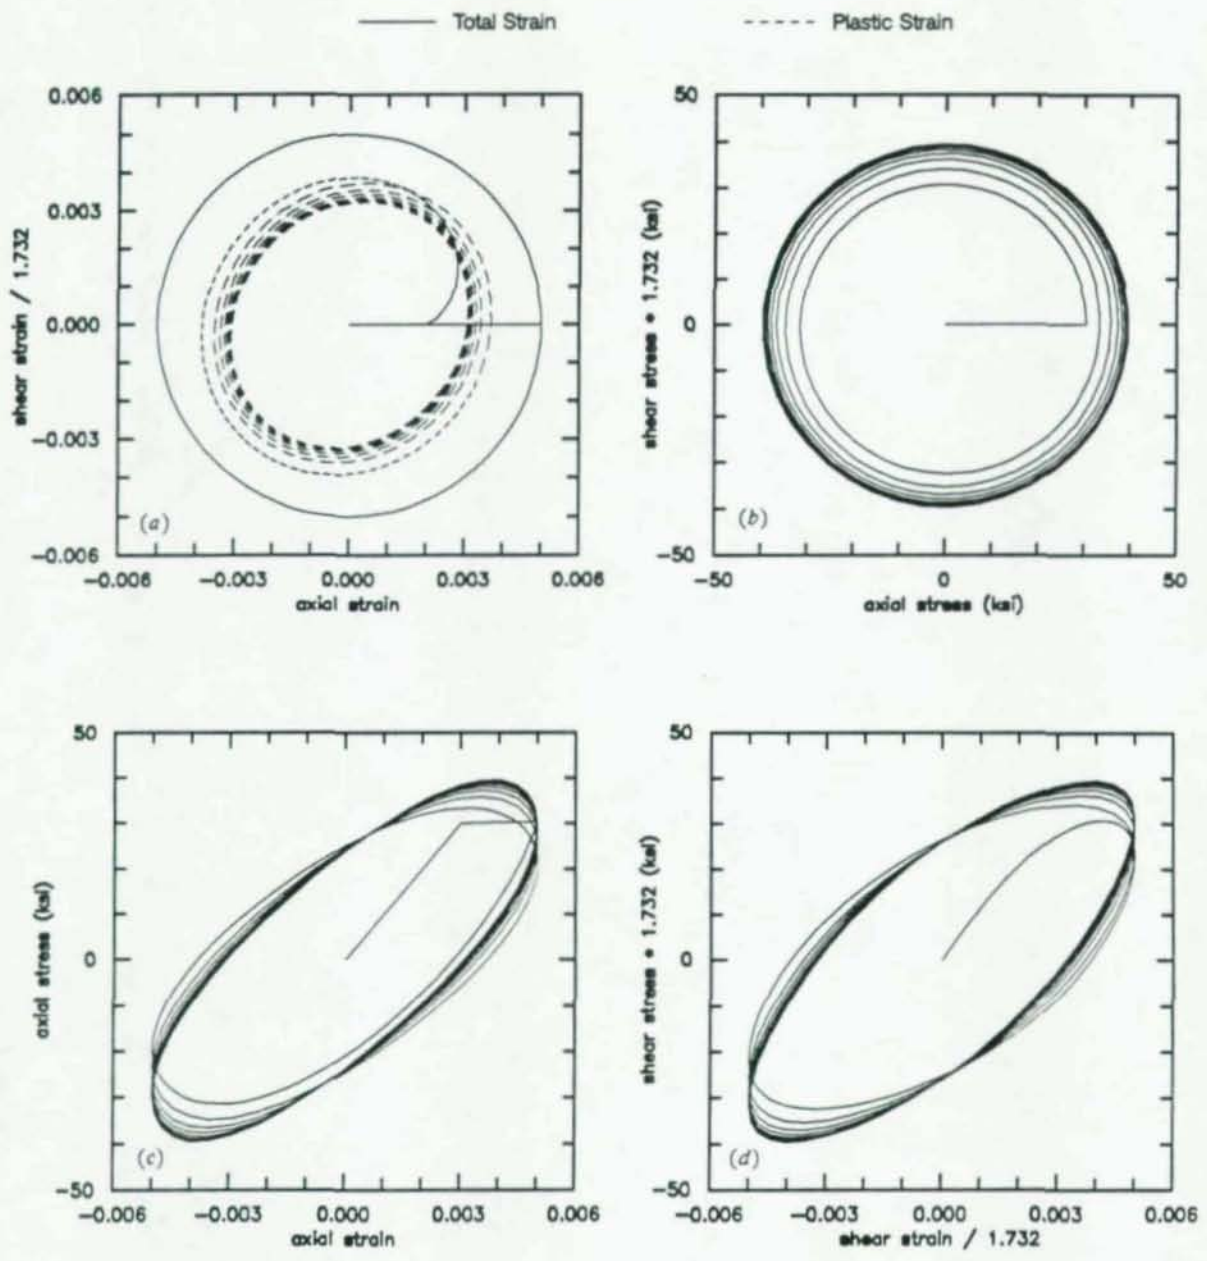 Total Strain
Plastic Strain
0.006
0.003
0.000
−0.003
−0.006
shear strain / 1.732
(a)
−0.006 −0.003 0.000 0.003 0.006
axial strain
50
0
−50
shear stress * 1.732 (ksi)
(b)
−50 0 50
axial stress (ksi)
50
0
−50
axial stress (ksi)
(c)
−0.006 −0.003 0.000 0.003 0.006
axial strain
50
0
−50
shear stress * 1.732 (ksi)
(d)
−0.006 −0.003 0.000 0.003 0.006
shear strain / 1.732